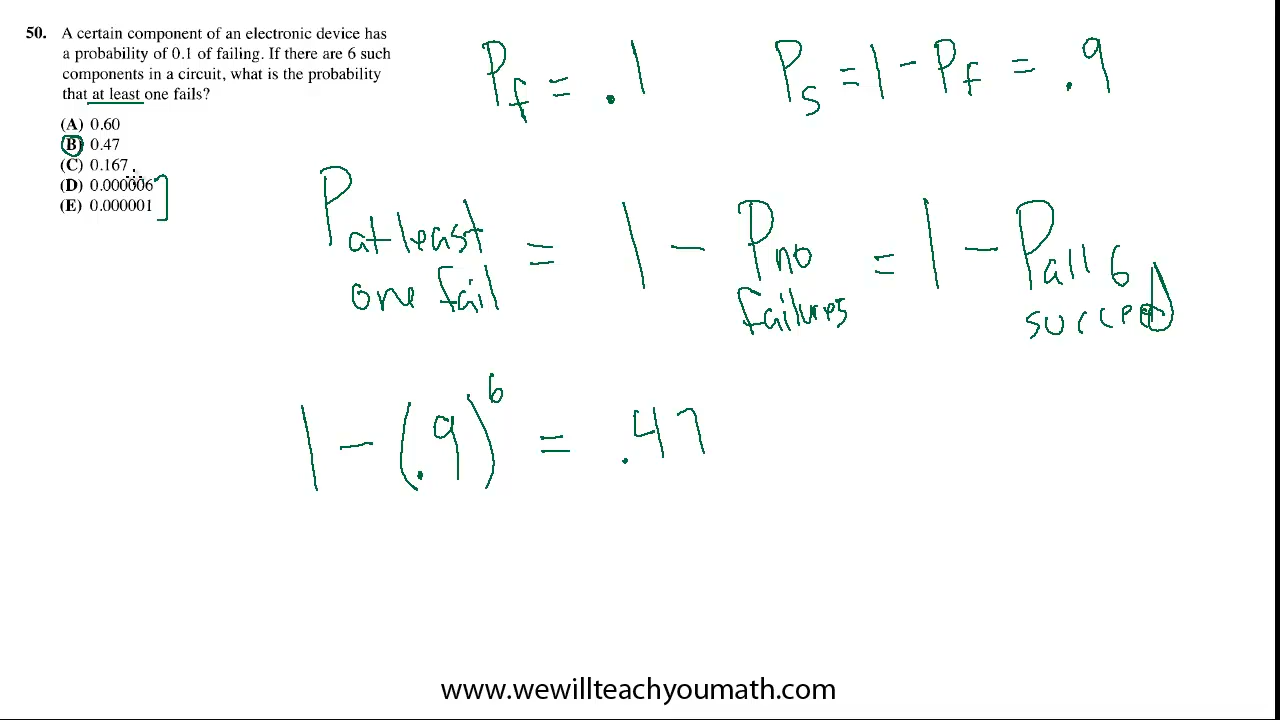 50. A certain component of an electronic device has
a probability of 0.1 of failing. If there are 6 such
components in a circuit, what is the probability
that at least one fails?
(A) 0.60
(B) 0.47
(C) 0.167
(D) 0.000006
(E) 0.000001
Pf = .1
Ps = 1 - Pf = .9
P at least one fail = 1 - P no failures = 1 - P all 6 succeed
1 - (.9)^6 = .47
www.wewillteachyoumath.com